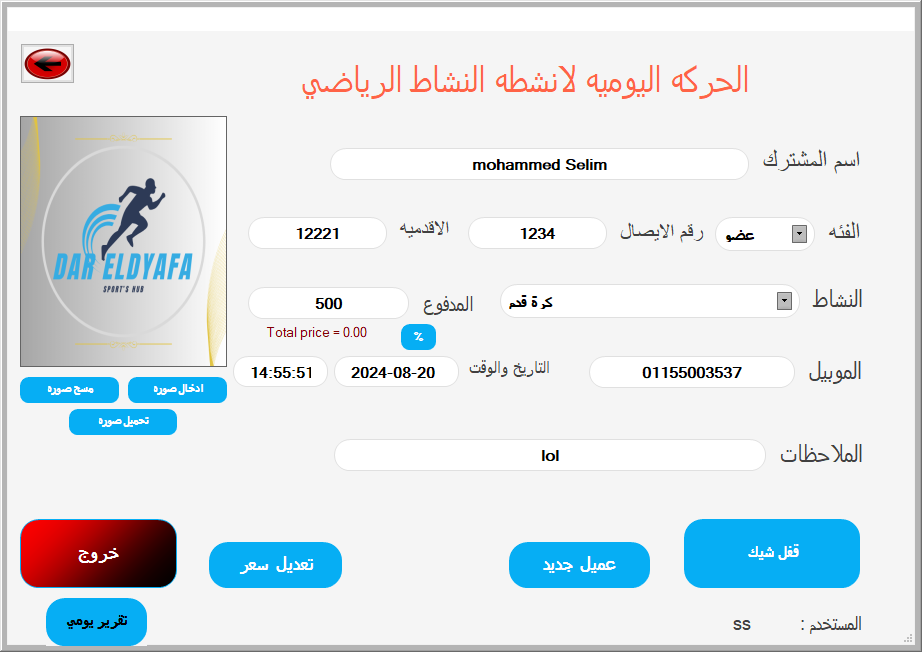 الحركه اليوميه لانشطه النشاط الرياضي
DAR ELDYAFA
SPORT'S HUB
اسم المشترك mohammed Selim
الفئه عضو رقم الايصال 1234 الاقدميه 12221
النشاط كرة قدم المدفوع 500
Total price = 0.00
%
الموبيل 01155003537 التاريخ والوقت 2024-08-20 14:55:51
ادخال صوره مسح صوره
تحميل صوره
الملاحظات lol
قفل شيك عميل جديد تعديل سعر خروج
تقرير يومي
المستخدم : ss